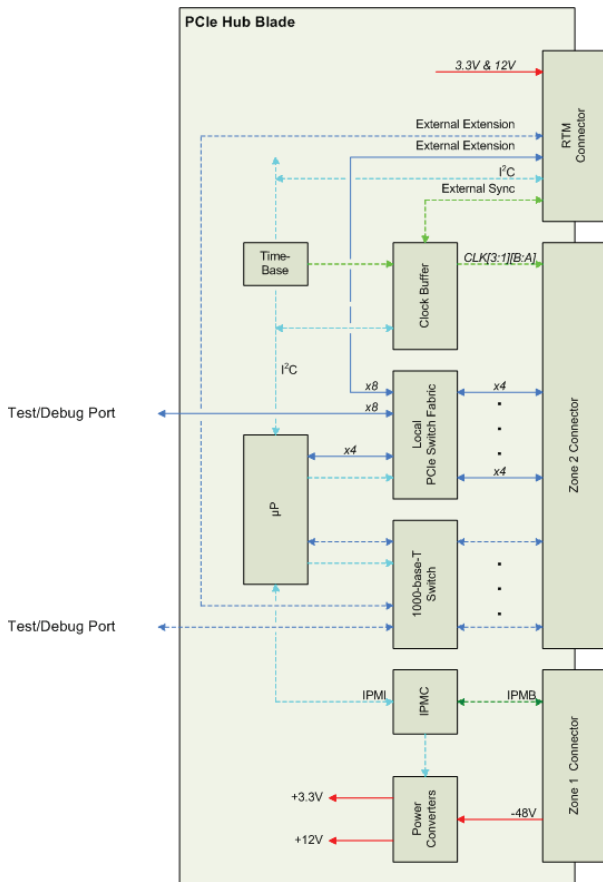 PCIe Hub Blade
3.3V & 12V
External Extension
External Extension
I²C
External Sync
RTM
Connector
Time-
Base
Clock Buffer
CLK[3:1][B:A]
I²C
x8
x4
Test/Debug Port
x8
Local
PCIe Switch Fabric
x4
x4
µP
Zone 2 Connector
1000-base-T
Switch
Test/Debug Port
IPMI
IPMC
IPMB
Zone 1 Connector
+3.3V
Power
Converters
-48V
+12V